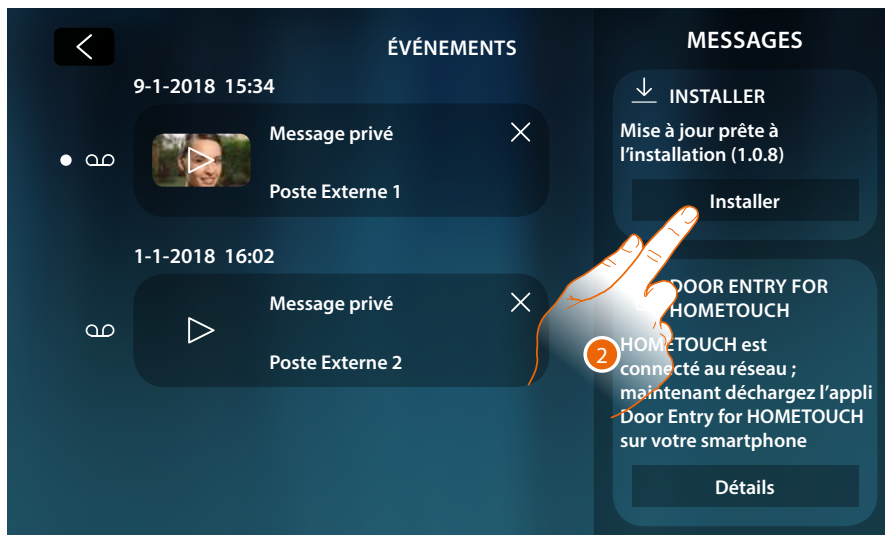 ÉVÉNEMENTS
9-1-2018 15:34
Message privé
Poste Externe 1
1-1-2018 16:02
Message privé
Poste Externe 2
MESSAGES
INSTALLER
Mise à jour prête à
l'installation (1.0.8)
Installer
DOOR ENTRY FOR
HOMETOUCH
2
HOMETOUCH est
connecté au réseau ;
maintenant déchargez l'appli
Door Entry for HOMETOUCH
sur votre smartphone
Détails